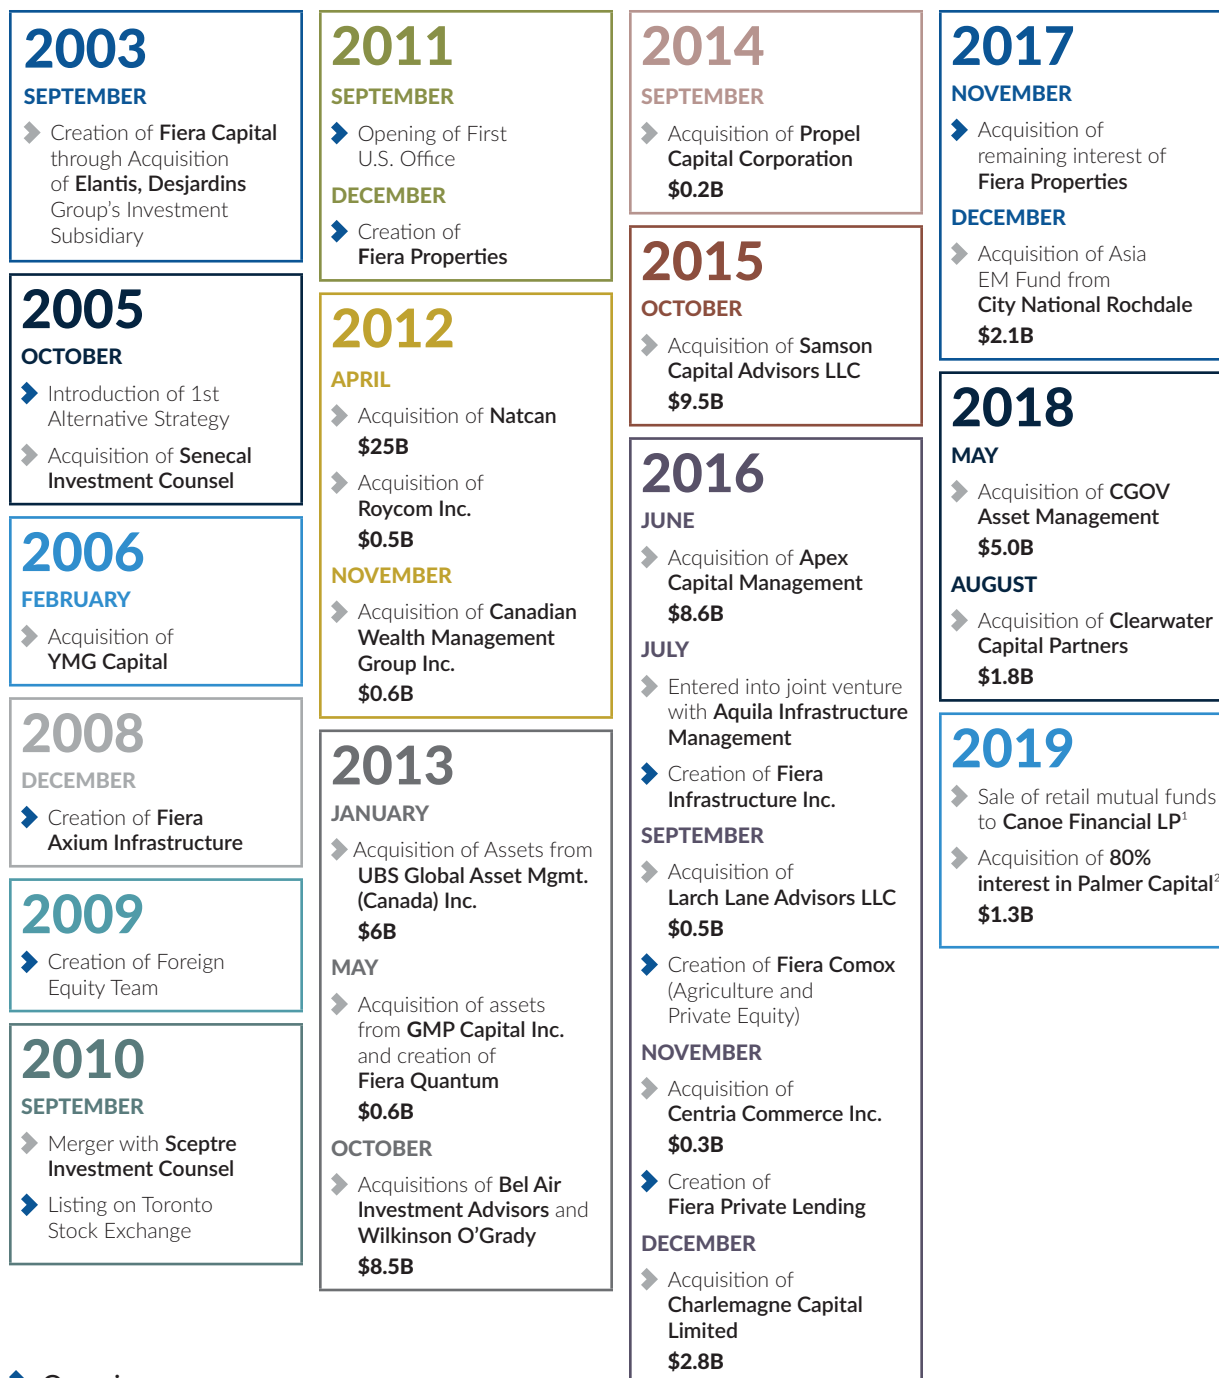 2003
SEPTEMBER
Creation of Fiera Capital
through Acquisition
of Elantis, Desjardins
Group's Investment
Subsidiary
2005
OCTOBER
Introduction of 1st
Alternative Strategy
Acquisition of Senecal
Investment Counsel
2006
FEBRUARY
Acquisition of
YMG Capital
2008
DECEMBER
Creation of Fiera
Axium Infrastructure
2009
Creation of Foreign
Equity Team
2010
SEPTEMBER
Merger with Sceptre
Investment Counsel
Listing on Toronto
Stock Exchange
2011
SEPTEMBER
Opening of First
U.S. Office
DECEMBER
Creation of
Fiera Properties
2012
APRIL
Acquisition of Natcan
$25B
Acquisition of
Roycom Inc.
$0.5B
NOVEMBER
Acquisition of Canadian
Wealth Management
Group Inc.
$0.6B
2013
JANUARY
Acquisition of Assets from
UBS Global Asset Mgmt.
(Canada) Inc.
$6B
MAY
Acquisition of assets
from GMP Capital Inc.
and creation of
Fiera Quantum
$0.6B
OCTOBER
Acquisitions of Bel Air
Investment Advisors and
Wilkinson O'Grady
$8.5B
2014
SEPTEMBER
Acquisition of Propel
Capital Corporation
$0.2B
2015
OCTOBER
Acquisition of Samson
Capital Advisors LLC
$9.5B
2016
JUNE
Acquisition of Apex
Capital Management
$8.6B
JULY
Entered into joint venture
with Aquila Infrastructure
Management
Creation of Fiera
Infrastructure Inc.
SEPTEMBER
Acquisition of
Larch Lane Advisors LLC
$0.5B
Creation of Fiera Comox
(Agriculture and
Private Equity)
NOVEMBER
Acquisition of
Centria Commerce Inc.
$0.3B
Creation of
Fiera Private Lending
DECEMBER
Acquisition of
Charlemagne Capital
Limited
$2.8B
2017
NOVEMBER
Acquisition of
remaining interest of
Fiera Properties
DECEMBER
Acquisition of Asia
EM Fund from
City National Rochdale
$2.1B
2018
MAY
Acquisition of CGOV
Asset Management
$5.0B
AUGUST
Acquisition of Clearwater
Capital Partners
$1.8B
2019
Sale of retail mutual funds
to Canoe Financial LP¹
Acquisition of 80%
interest in Palmer Capital²
$1.3B